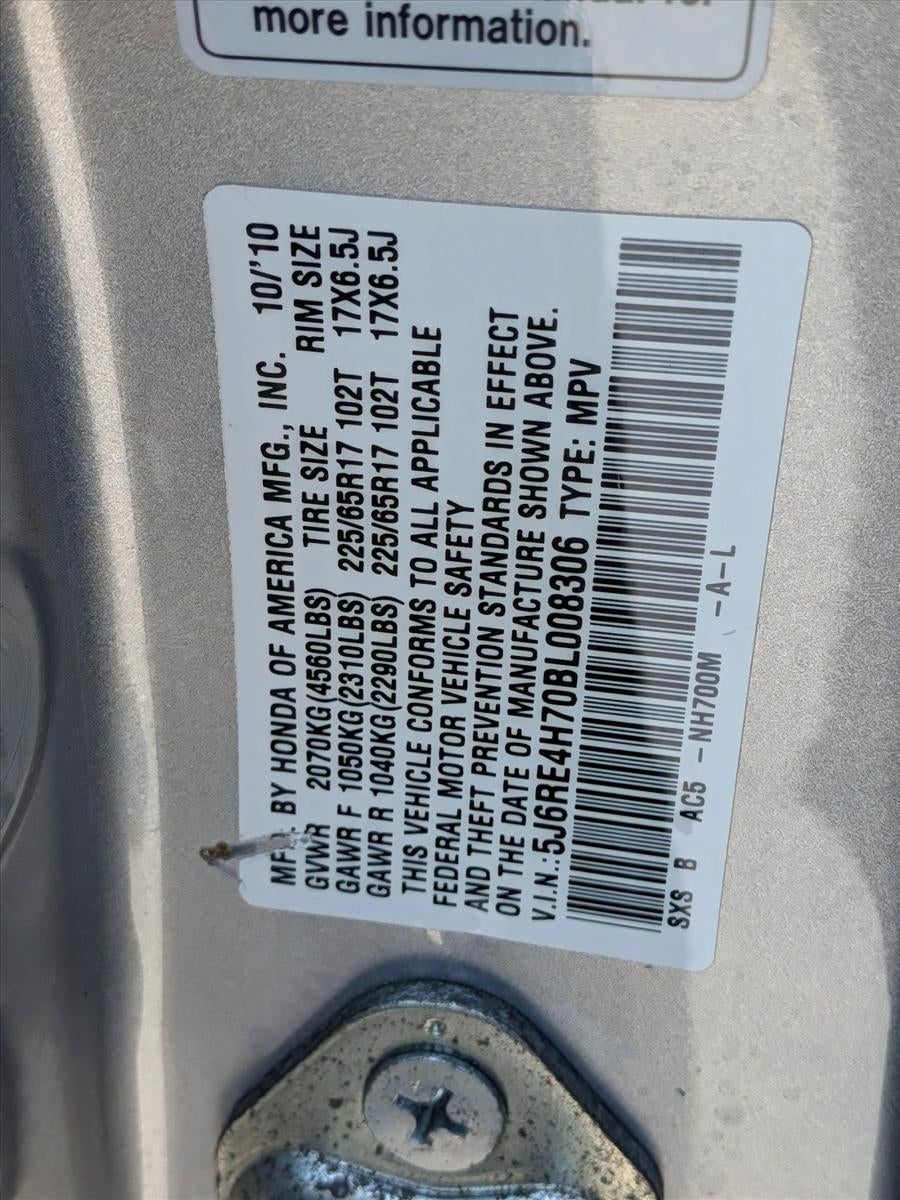 more information.
MF . BY HONDA OF AMERICA MFG., INC. 10/'10
GVWR 2070KG(4560LBS) TIRE SIZE RIM SIZE
GAWR F 1050KG(2310LBS) 225/65R17 102T 17X6.5J
GAWR R 1040KG(2290LBS) 225/65R17 102T 17X6.5J
THIS VEHICLE CONFORMS TO ALL APPLICABLE
FEDERAL MOTOR VEHICLE SAFETY
AND THEFT PREVENTION STANDARDS IN EFFECT
ON THE DATE OF MANUFACTURE SHOWN ABOVE.
V.I.N.:5J6RE4H70BL008306 TYPE: MPV
SXS B AC5 -NH700M -A-L